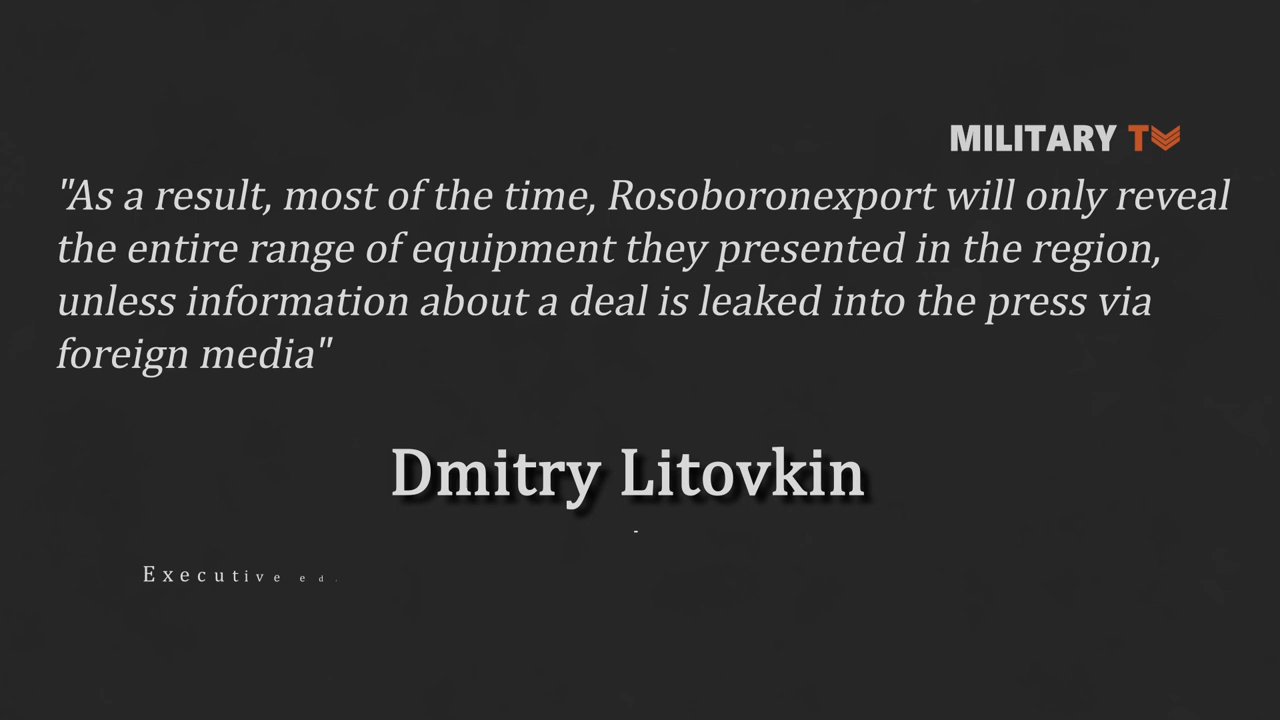 MILITARY TV
"As a result, most of the time, Rosoboronexport will only reveal
the entire range of equipment they presented in the region,
unless information about a deal is leaked into the press via
foreign media"
Dmitry Litovkin
-
Executive ed